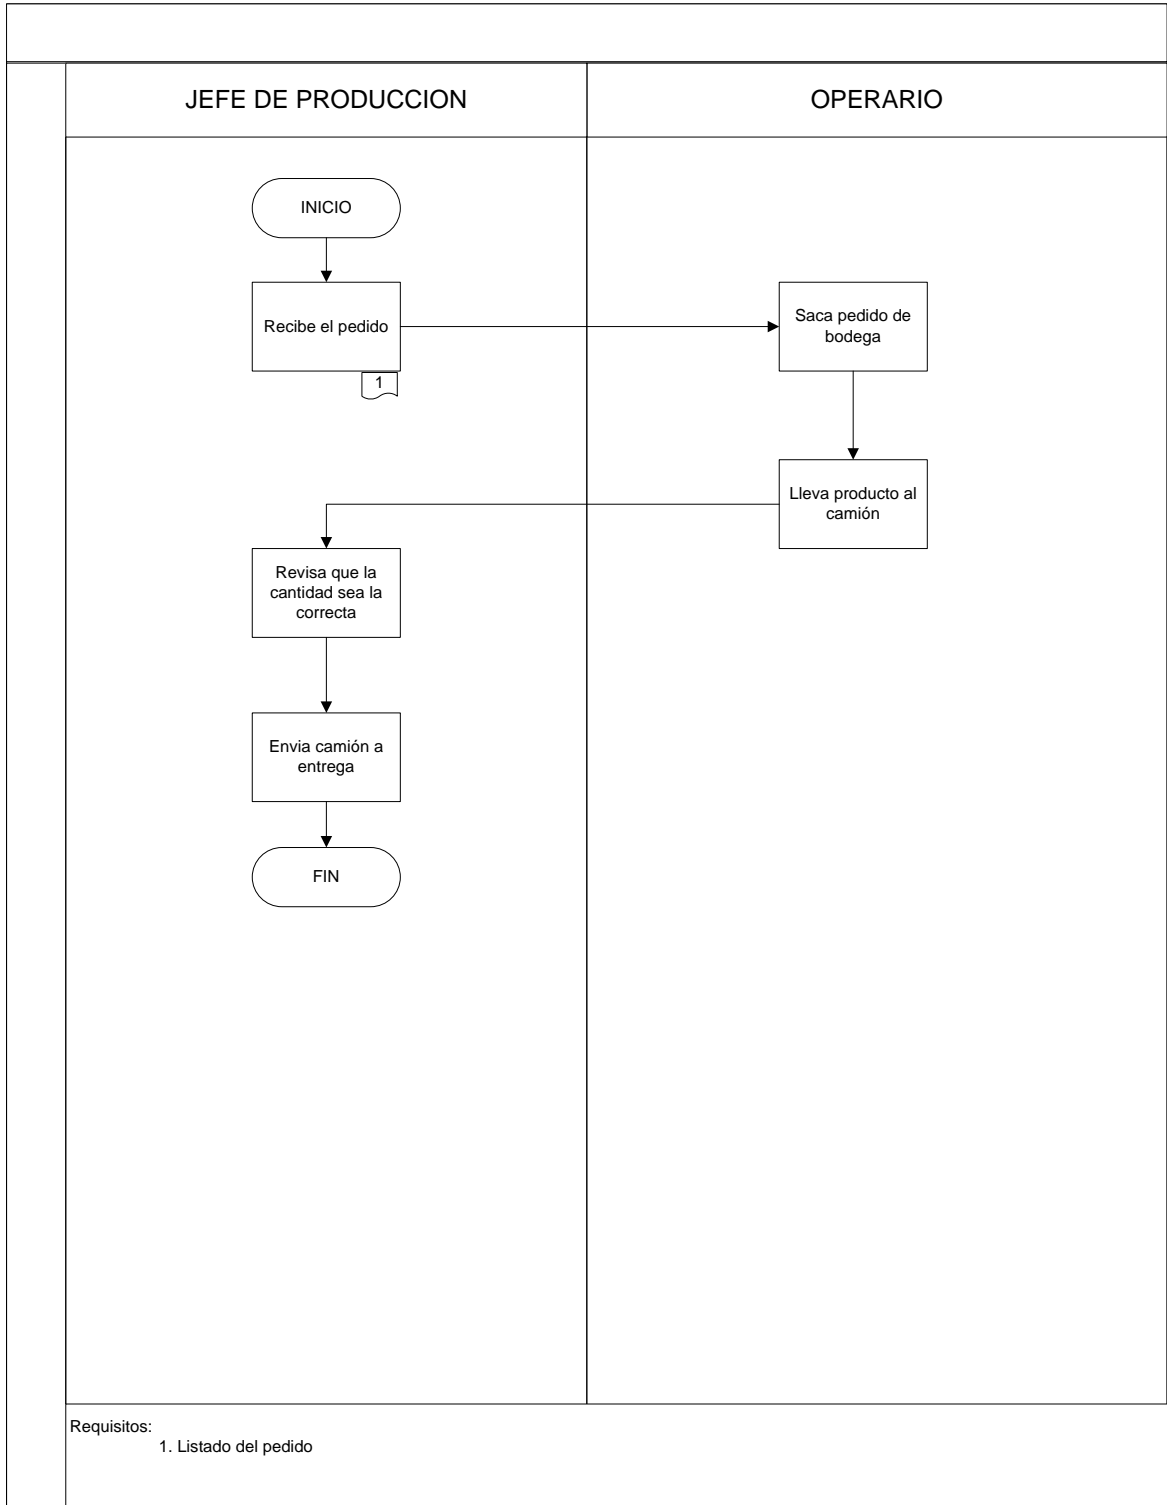 JEFE DE PRODUCCION
OPERARIO
INICIO
Recibe el pedido
1
Saca pedido de
bodega
Lleva producto al
camión
Revisa que la
cantidad sea la
correcta
Envia camión a
entrega
FIN
Requisitos:
1. Listado del pedido